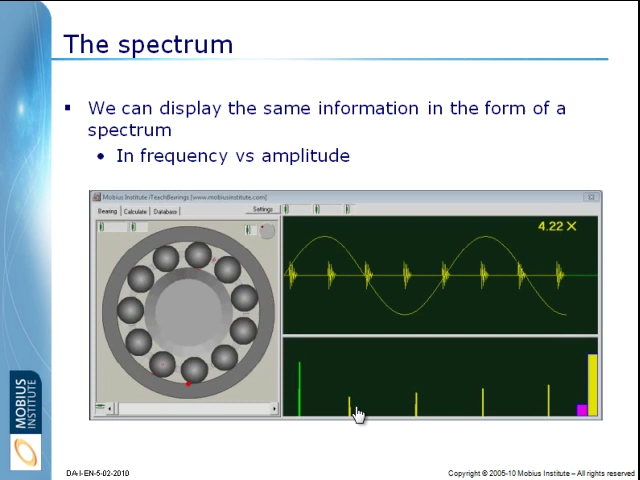 The spectrum
We can display the same information in the form of a
spectrum
In frequency vs amplitude
Mobius Institute iTeachBearings [www.mobiusinstitute.com]
Bearing Calculate Database Settings
4.22 X
MOBIUS
INSTITUTE
DA-I-EN-5-02-2010
Copyright © 2005-10 Mobius Institute – All rights reserved